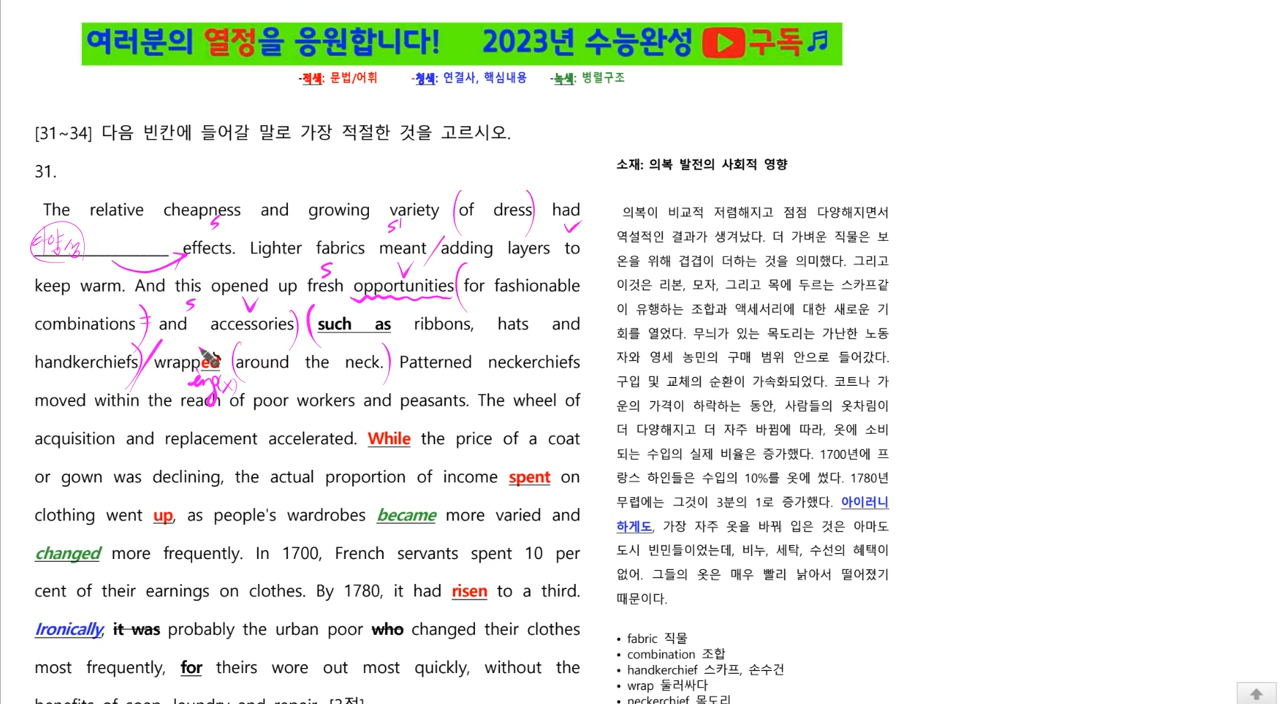 여러분의 열정을 응원합니다! 2023년 수능완성 구독♬
-적색: 문법/어휘 -청색: 연결사, 핵심내용 -녹색: 병렬구조
[31~34] 다음 빈칸에 들어갈 말로 가장 적절한 것을 고르시오.
31.
The relative cheapness and growing variety of dress had
다양성 ________________ effects. Lighter fabrics meant adding layers to
keep warm. And this opened up fresh opportunities for fashionable
combinations and accessories such as ribbons, hats and
handkerchiefs wrapped around the neck. Patterned neckerchiefs
ing(x)
moved within the reach of poor workers and peasants. The wheel of
acquisition and replacement accelerated. While the price of a coat
or gown was declining, the actual proportion of income spent on
clothing went up, as people's wardrobes became more varied and
changed more frequently. In 1700, French servants spent 10 per
cent of their earnings on clothes. By 1780, it had risen to a third.
Ironically, it was probably the urban poor who changed their clothes
most frequently, for theirs wore out most quickly, without the
benefits of soap, laundry and repair. [3점]
소재: 의복 발전의 사회적 영향
의복이 비교적 저렴해지고 점점 다양해지면서
역설적인 결과가 생겨났다. 더 가벼운 직물은 보
온을 위해 겹겹이 더하는 것을 의미했다. 그리고
이것은 리본, 모자, 그리고 목에 두르는 스카프같
이 유행하는 조합과 액세서리에 대한 새로운 기
회를 열었다. 무늬가 있는 목도리는 가난한 노동
자와 영세 농민의 구매 범위 안으로 들어갔다.
구입 및 교체의 순환이 가속화되었다. 코트나 가
운의 가격이 하락하는 동안, 사람들의 옷차림이
더 다양해지고 더 자주 바뀜에 따라, 옷에 소비
되는 수입의 실제 비율은 증가했다. 1700년에 프
랑스 하인들은 수입의 10%를 옷에 썼다. 1780년
무렵에는 그것이 3분의 1로 증가했다. 아이러니
하게도, 가장 자주 옷을 바꿔 입은 것은 아마도
도시 빈민들이었는데, 비누, 세탁, 수선의 혜택이
없어. 그들의 옷은 매우 빨리 낡아서 떨어졌기
때문이다.
• fabric 직물
• combination 조합
• handkerchief 스카프, 손수건
• wrap 둘러싸다
• neckerchief 목도리